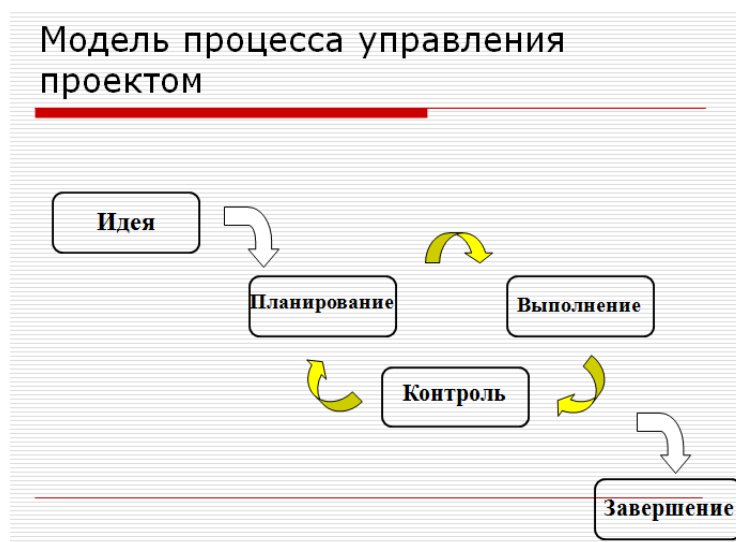 Модель процесса управления
проектом
Идея
Планирование
Выполнение
Контроль
Завершение